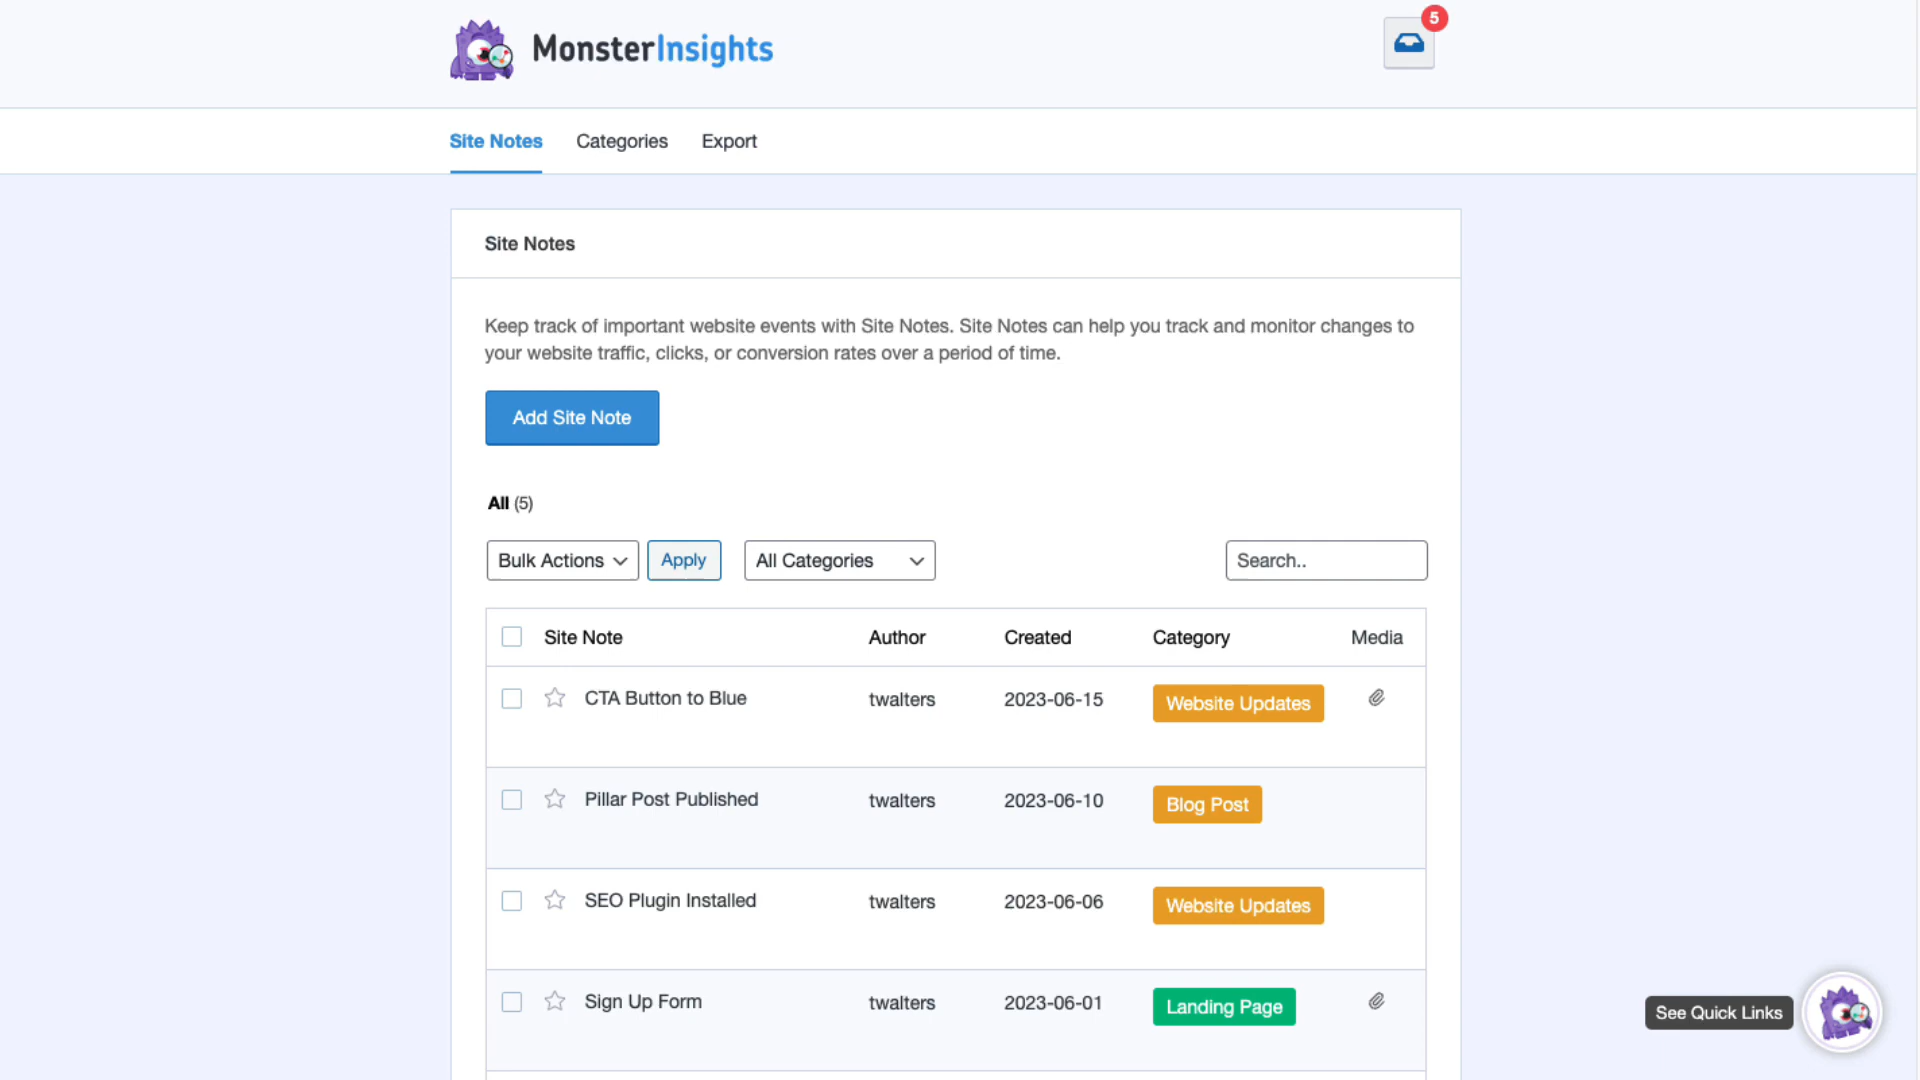 MonsterInsights
5
Site Notes Categories Export
Site Notes
Keep track of important website events with Site Notes. Site Notes can help you track and monitor changes to
your website traffic, clicks, or conversion rates over a period of time.
Add Site Note
All (5)
Bulk Actions Apply All Categories Search..
Site Note Author Created Category Media
CTA Button to Blue twalters 2023-06-15 Website Updates
Pillar Post Published twalters 2023-06-10 Blog Post
SEO Plugin Installed twalters 2023-06-06 Website Updates
Sign Up Form twalters 2023-06-01 Landing Page
See Quick Links